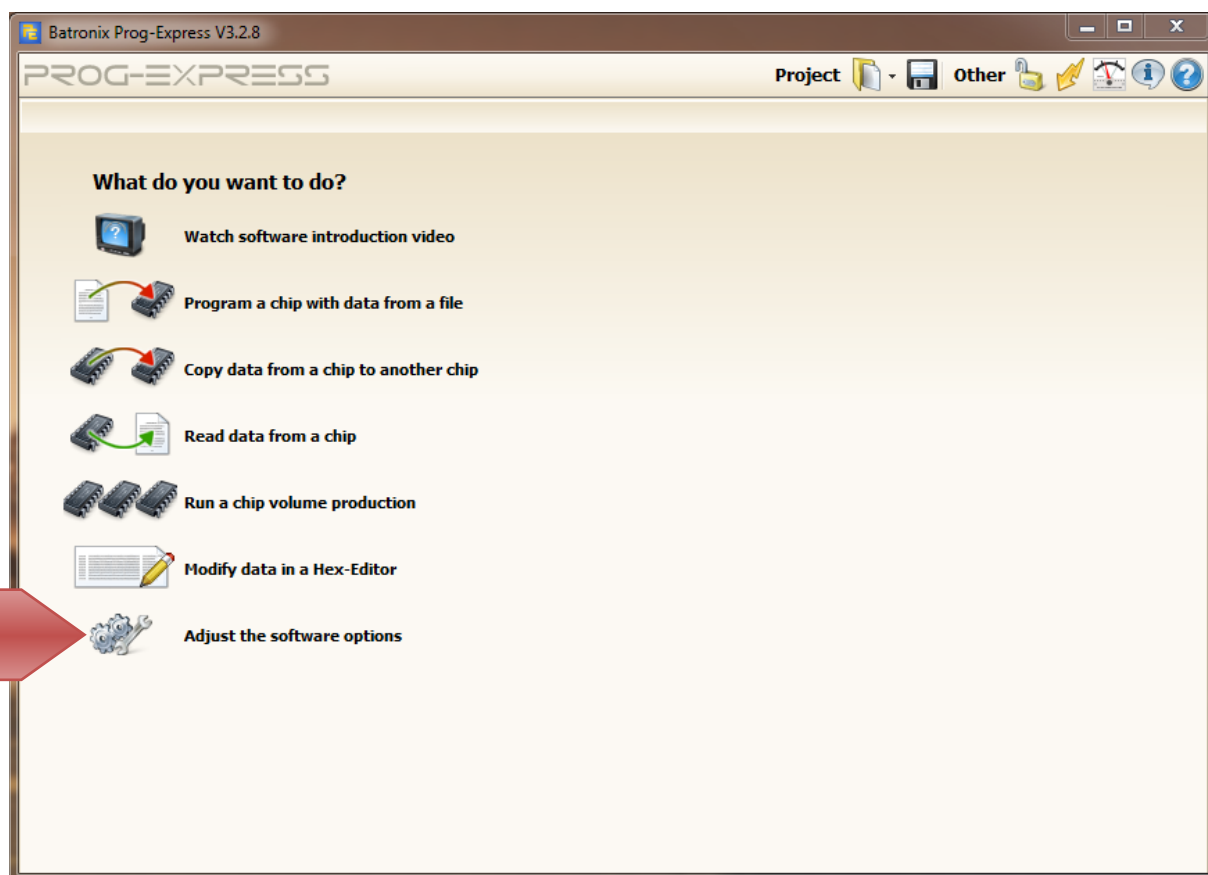 Batronix Prog-Express V3.2.8
PROG-EXPRESS
Project Other
What do you want to do?
Watch software introduction video
Program a chip with data from a file
Copy data from a chip to another chip
Read data from a chip
Run a chip volume production
Modify data in a Hex-Editor
Adjust the software options